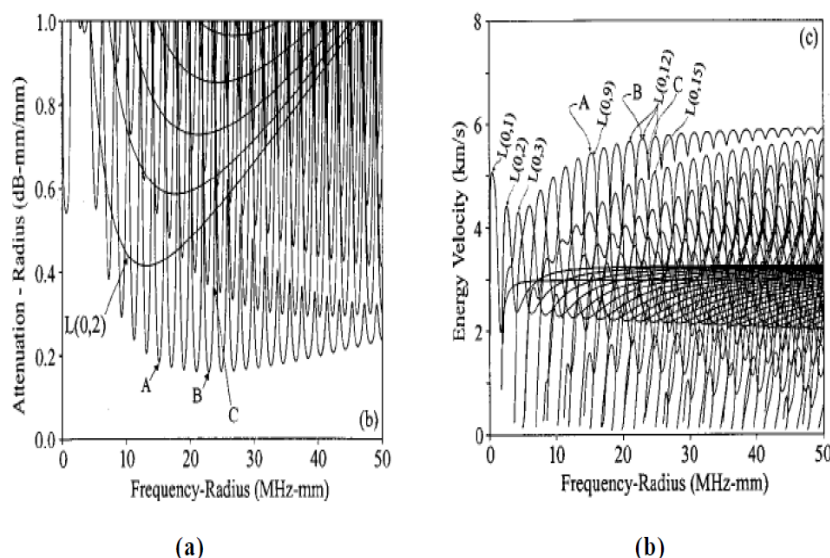 Attenuation - Radius (dB-mm/mm)
1.0
0.8
0.6
0.4
0.2
0.0
L(0,2)
A
B
C
(b)
0
10
20
30
40
50
Frequency-Radius (MHz-mm)
(a)
Energy Velocity (km/s)
8
6
4
2
0
(c)
L(0,1)
L(0,2)
L(0,3)
A
L(0,9)
B
L(0,12)
C
L(0,15)
0
10
20
30
40
50
Frequency-Radius (MHz-mm)
(b)